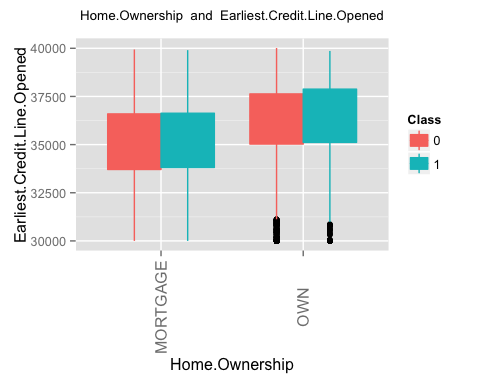 Home.Ownership and Earliest.Credit.Line.Opened
Earliest.Credit.Line.Opened
40000
37500
35000
32500
30000
MORTGAGE
OWN
Home.Ownership
Class
0
1